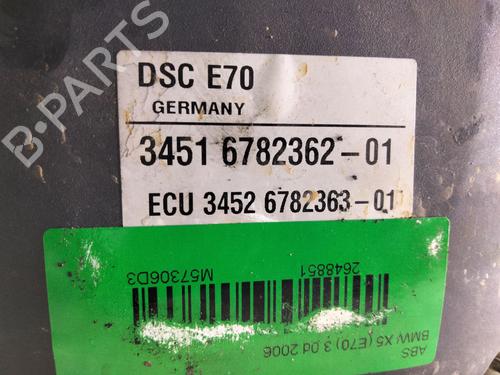 DSC E70
GERMANY
3451 6782362-01
ECU 3452 6782363-01
ABS
BMW X5 (E70) 3.0d 2006
2648851
M57306D3
B-PARTS